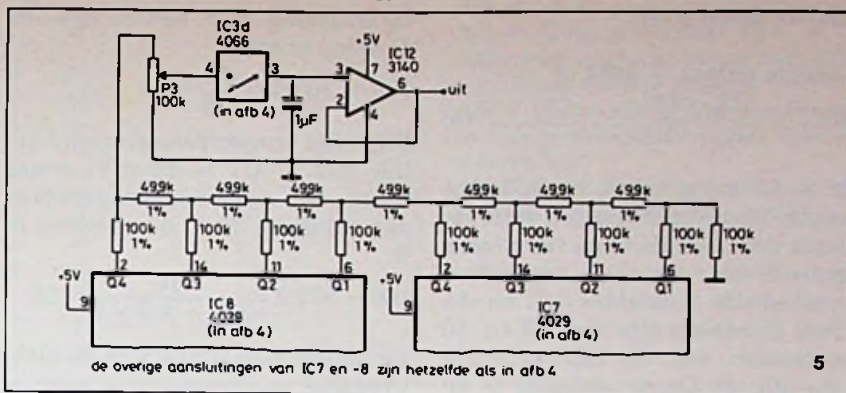 IC3d
4066
+5V
IC12
3140
4
3
3
7
6
uit
P3
100k
2
4
(in afb 4)
1µF
499k
499k
499k
499k
499k
499k
499k
1%
1%
1%
1%
1%
1%
1%
100k
1%
100k
1%
100k
1%
100k
1%
100k
1%
100k
1%
100k
1%
100k
1%
100k
1%
+5V
2
14
11
6
+5V
2
14
11
6
9
Q4
Q3
Q2
Q1
9
Q4
Q3
Q2
Q1
IC8
4029
(in afb 4)
IC7
4029
(in afb 4)
de overige aansluitingen van IC7 en -8 zijn hetzelfde als in afb 4
5